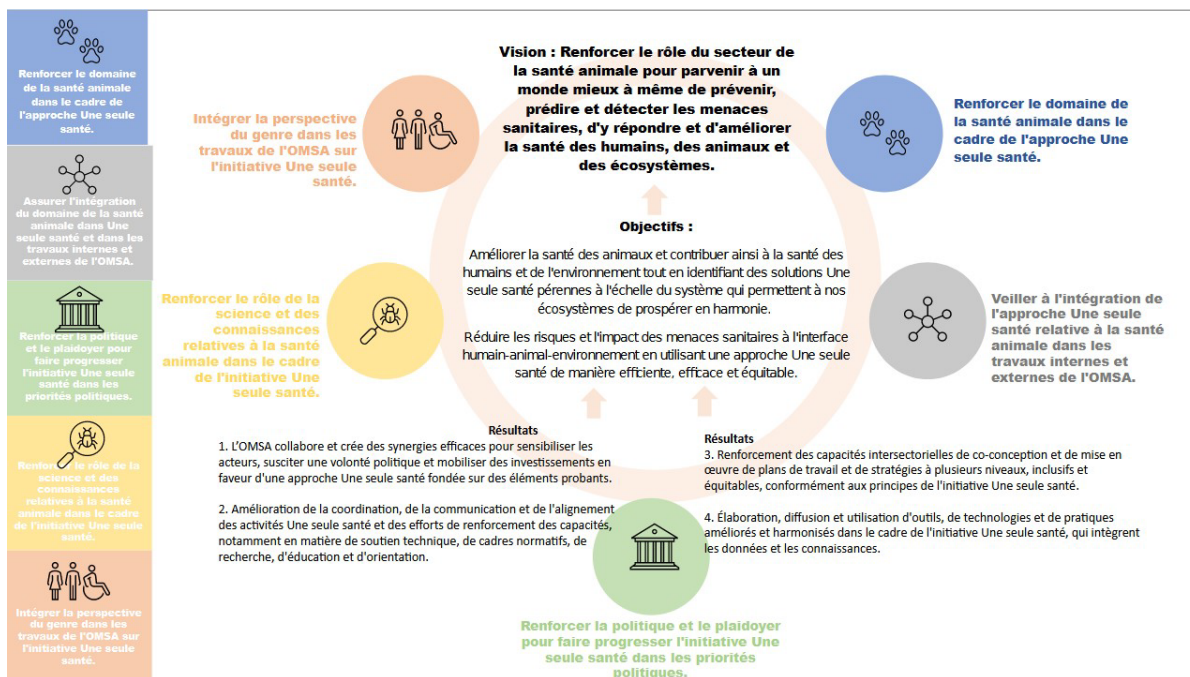 Renforcer le domaine
de la santé animale
dans le cadre de
l'approche Une seule
santé.
Assurer l'intégration
du domaine de la santé
animale dans Une
seule santé et dans les
travaux internes et
externes de l'OMSA.
Renforcer la politique
et le plaidoyer pour
faire progresser
l'initiative Une seule
santé dans les
priorités politiques.
Renforcer le rôle de la
science et des
connaissances
relatives à la santé
animale dans le cadre
de l'initiative Une seule
santé.
Intégrer la perspective
du genre dans les
travaux de l'OMSA sur
l'initiative Une seule
santé.
Vision : Renforcer le rôle du secteur de
la santé animale pour parvenir à un
monde mieux à même de prévenir,
prédire et détecter les menaces
sanitaires, d'y répondre et d'améliorer
la santé des humains, des animaux et
des écosystèmes.
Intégrer la perspective
du genre dans les
travaux de l'OMSA sur
l'initiative Une seule
santé.
Renforcer le domaine de
la santé animale dans le
cadre de l'approche Une
seule santé.
Objectifs :
Améliorer la santé des animaux et contribuer ainsi à la santé des
humains et de l'environnement tout en identifiant des solutions Une
seule santé pérennes à l'échelle du système qui permettent à nos
écosystèmes de prospérer en harmonie.
Réduire les risques et l'impact des menaces sanitaires à l'interface
humain-animal-environnement en utilisant une approche Une seule
santé de manière efficiente, efficace et équitable.
Renforcer le rôle de la
science et des
connaissances
relatives à la santé
animale dans le cadre
de l'initiative Une
seule santé.
Veiller à l'intégration de
l'approche Une seule
santé relative à la santé
animale dans les
travaux internes et
externes de l'OMSA.
Résultats
1. L'OMSA collabore et crée des synergies efficaces pour sensibiliser les
acteurs, susciter une volonté politique et mobiliser des investissements en
faveur d'une approche Une seule santé fondée sur des éléments probants.
2. Amélioration de la coordination, de la communication et de l'alignement
des activités Une seule santé et des efforts de renforcement des capacités,
notamment en matière de soutien technique, de cadres normatifs, de
recherche, d'éducation et d'orientation.
Résultats
3. Renforcement des capacités intersectorielles de co-conception et de mise en
œuvre de plans de travail et de stratégies à plusieurs niveaux, inclusifs et
équitables, conformément aux principes de l'initiative Une seule santé.
4. Élaboration, diffusion et utilisation d'outils, de technologies et de pratiques
améliorés et harmonisés dans le cadre de l'initiative Une seule santé, qui intègrent
les données et les connaissances.
Renforcer la politique et le plaidoyer
pour faire progresser l'initiative Une
seule santé dans les priorités
politiques.